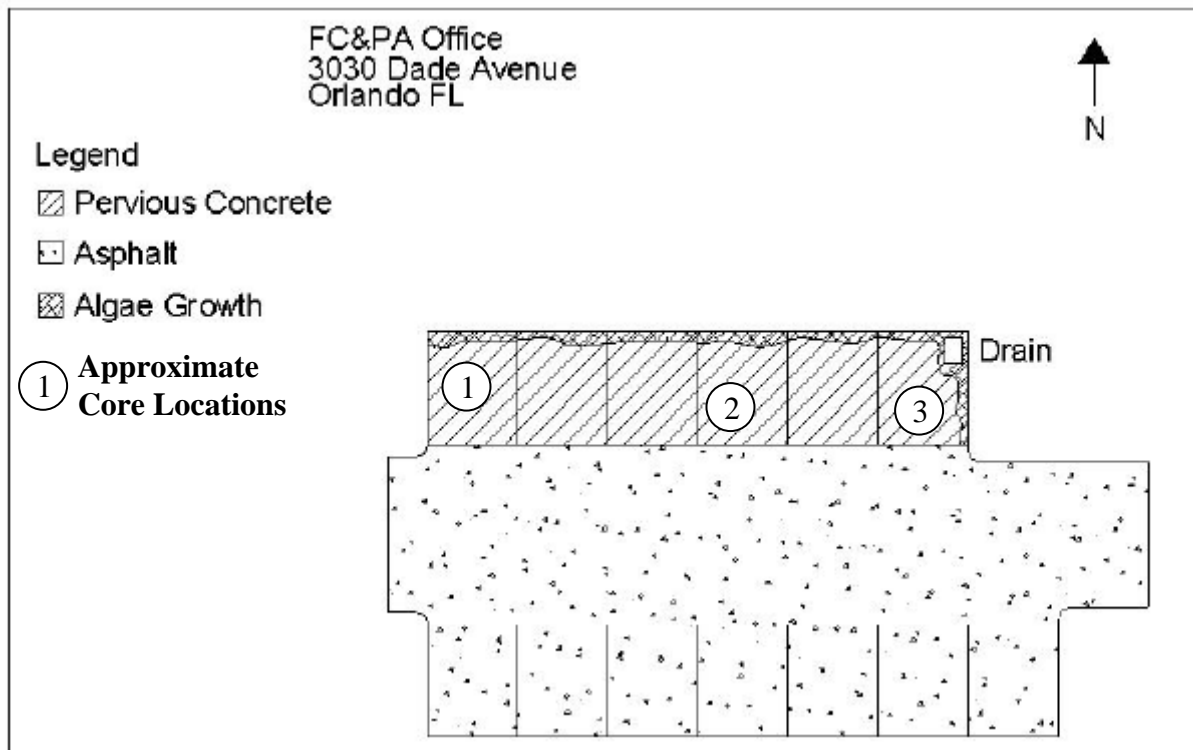 FC&PA Office
3030 Dade Avenue
Orlando FL
N
Legend
Pervious Concrete
Asphalt
Algae Growth
1 Approximate
Core Locations
Drain
1
2
3